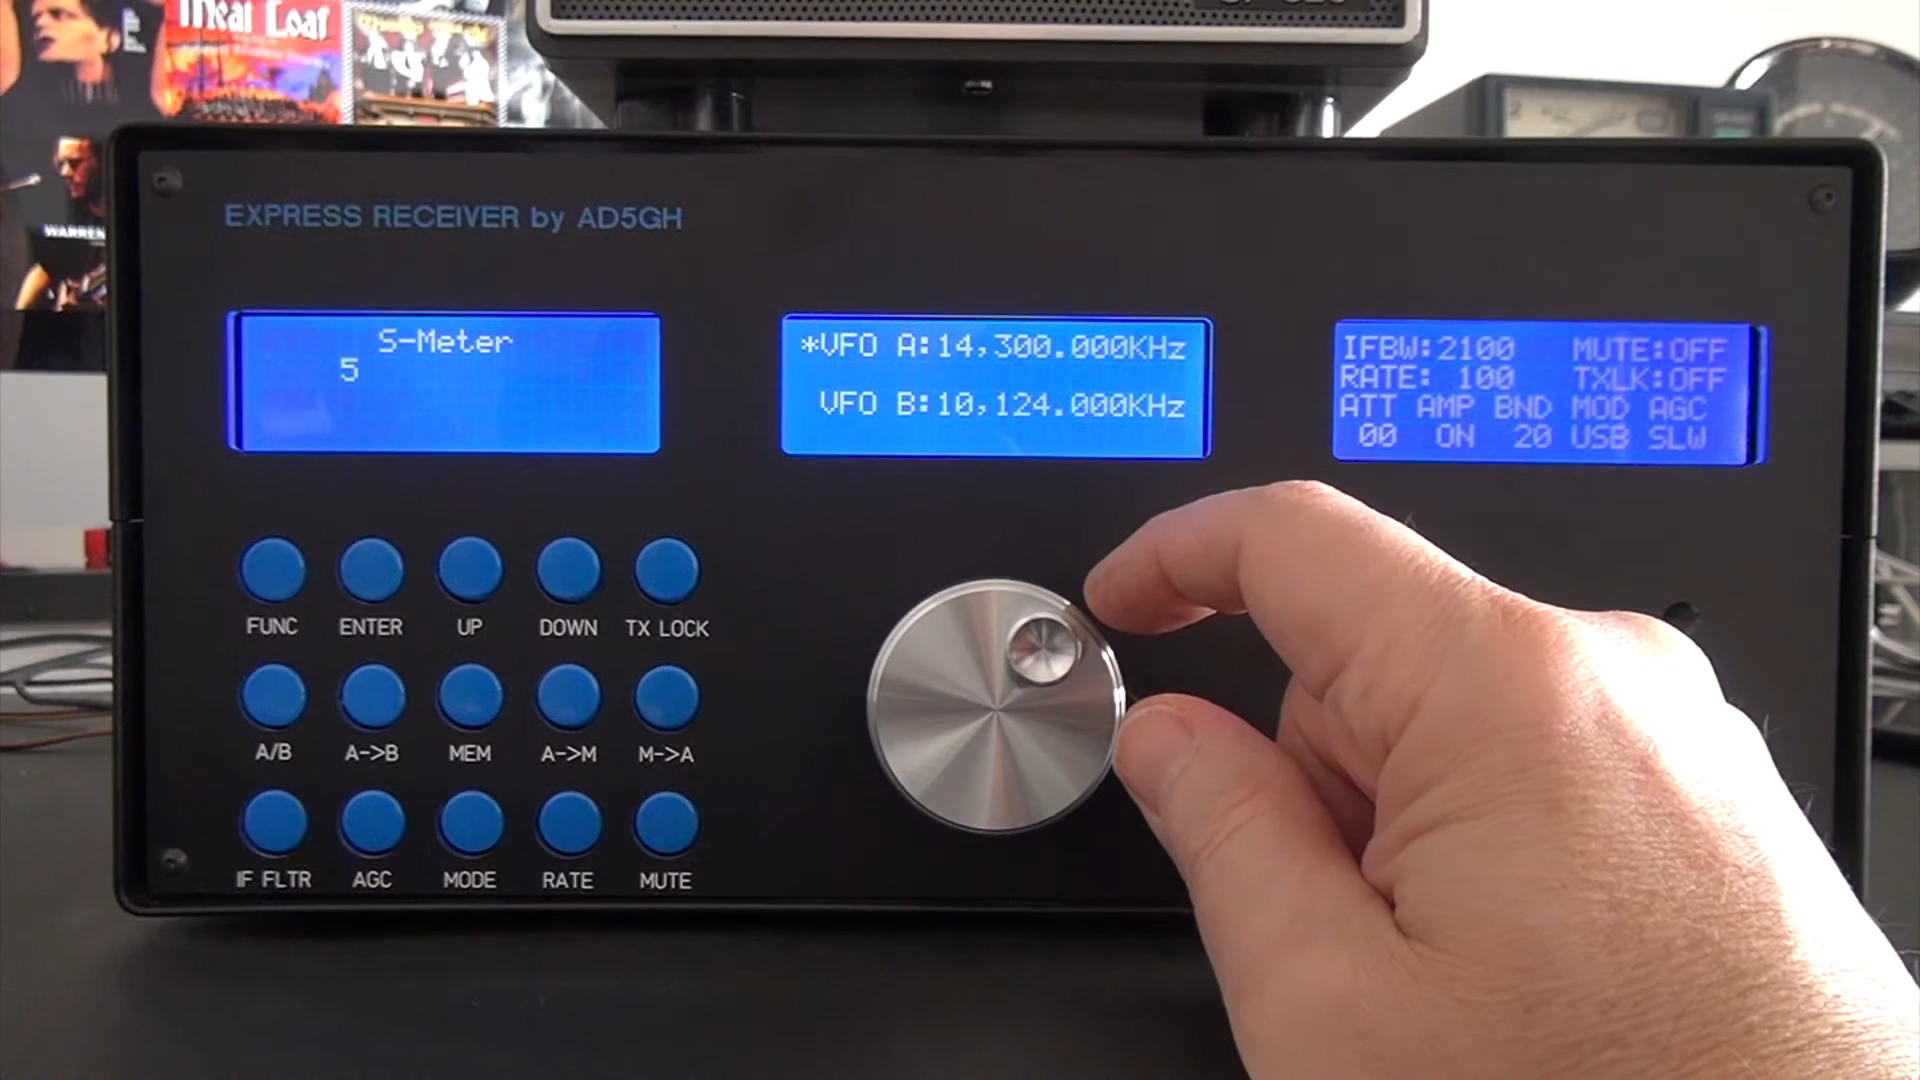 Meat Loaf
WARREN
EXPRESS RECEIVER by AD5GH
S-Meter
5
*VFO A:14,300.000KHz
VFO B:10,124.000KHz
IFBW:2100 MUTE:OFF
RATE: 100 TXLK:OFF
ATT AMP BND MOD AGC
00 ON 20 USB SLW
FUNC ENTER UP DOWN TX LOCK
A/B A->B MEM A->M M->A
IF FLTR AGC MODE RATE MUTE